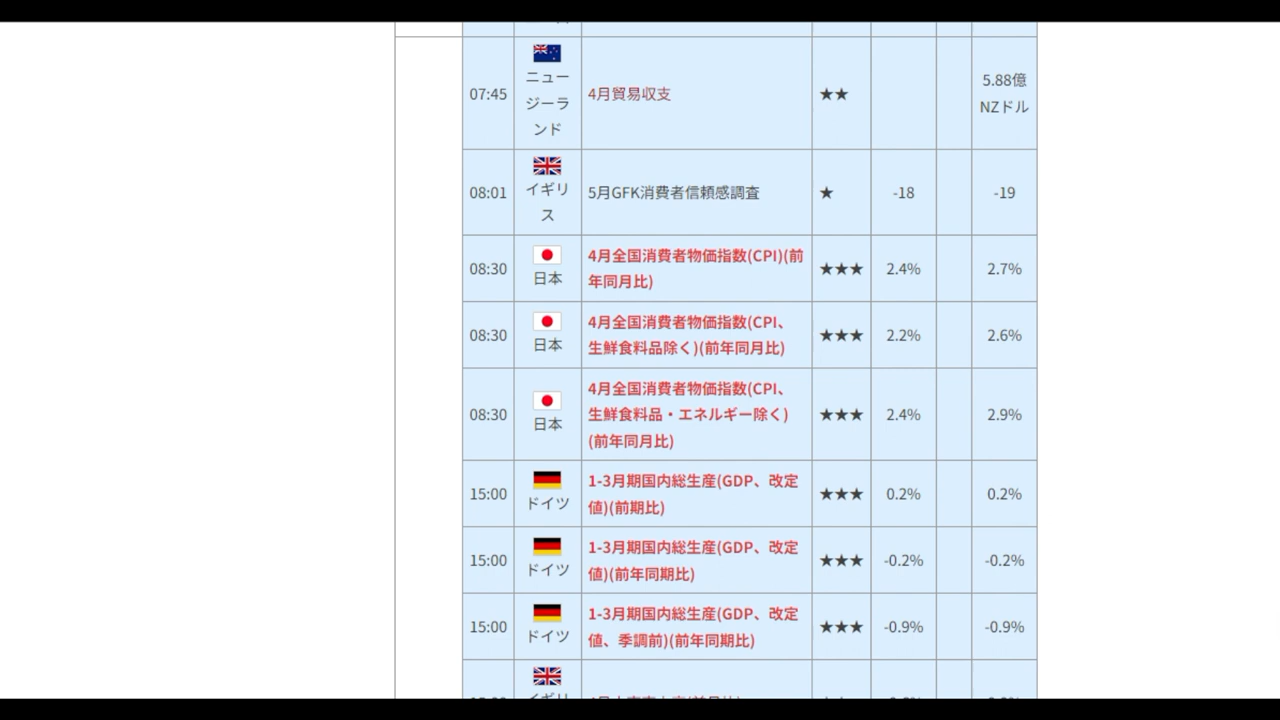 07:45
ニュー
ジーラ
ンド
4月貿易収支
★★
5.88億
NZドル
08:01
イギリ
ス
5月GFK消費者信頼感調査
★
-18
-19
08:30
日本
4月全国消費者物価指数(CPI)(前
年同月比)
★★★
2.4%
2.7%
08:30
日本
4月全国消費者物価指数(CPI、
生鮮食料品除く)(前年同月比)
★★★
2.2%
2.6%
08:30
日本
4月全国消費者物価指数(CPI、
生鮮食料品・エネルギー除く)
(前年同月比)
★★★
2.4%
2.9%
15:00
ドイツ
1-3月期国内総生産(GDP、改定
値)(前期比)
★★★
0.2%
0.2%
15:00
ドイツ
1-3月期国内総生産(GDP、改定
値)(前年同期比)
★★★
-0.2%
-0.2%
15:00
ドイツ
1-3月期国内総生産(GDP、改定
値、季調前)(前年同期比)
★★★
-0.9%
-0.9%
イギリ